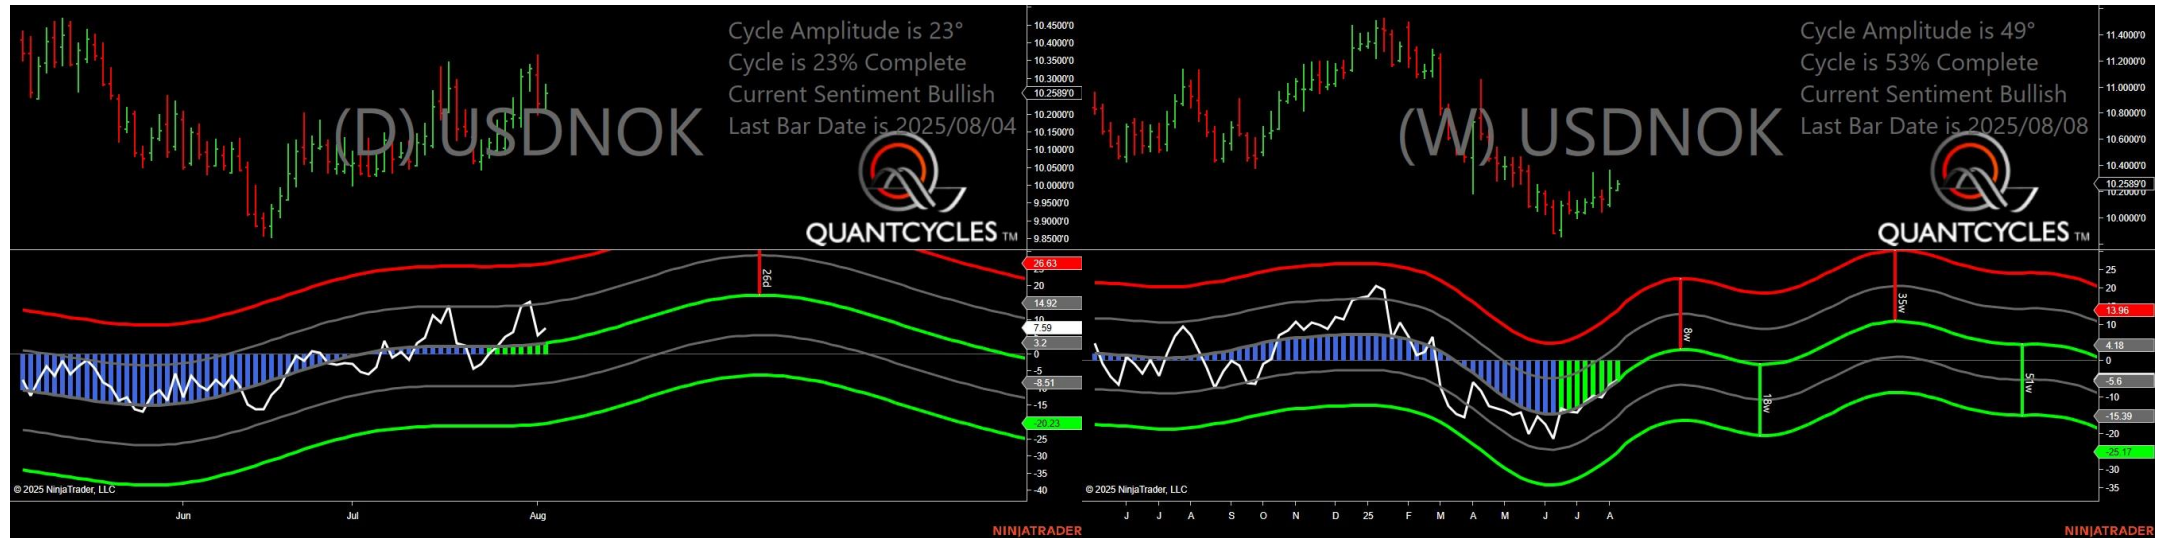 Cycle Amplitude is 23°
Cycle is 23% Complete
Current Sentiment Bullish
Last Bar Date is 2025/08/04
(D) USDNOK
QUANTCYCLES TM
10.4500'0
10.4000'0
10.3500'0
10.3000'0
10.2589'0
10.2000'0
10.1500'0
10.1000'0
10.0500'0
10.0000'0
9.9500'0
9.9000'0
9.8500'0
26d
26.63
20
14.92
10
7.59
3.2
0
-5
-8.51
-15
-20.23
-25
-30
-35
-40
© 2025 NinjaTrader, LLC
Jun
Jul
Aug
NINJATRADER
Cycle Amplitude is 49°
Cycle is 53% Complete
Current Sentiment Bullish
Last Bar Date is 2025/08/08
(W) USDNOK
QUANTCYCLES TM
11.4000'0
11.2000'0
11.0000'0
10.8000'0
10.6000'0
10.4000'0
10.2589'0
10.0000'0
8w
18w
35w
51w
25
20
13.96
10
4.18
0
-5.6
-10
-15.39
-20
-25.17
-30
-35
© 2025 NinjaTrader, LLC
J J A S O N D 25 F M A M J J A
NINJATRADER